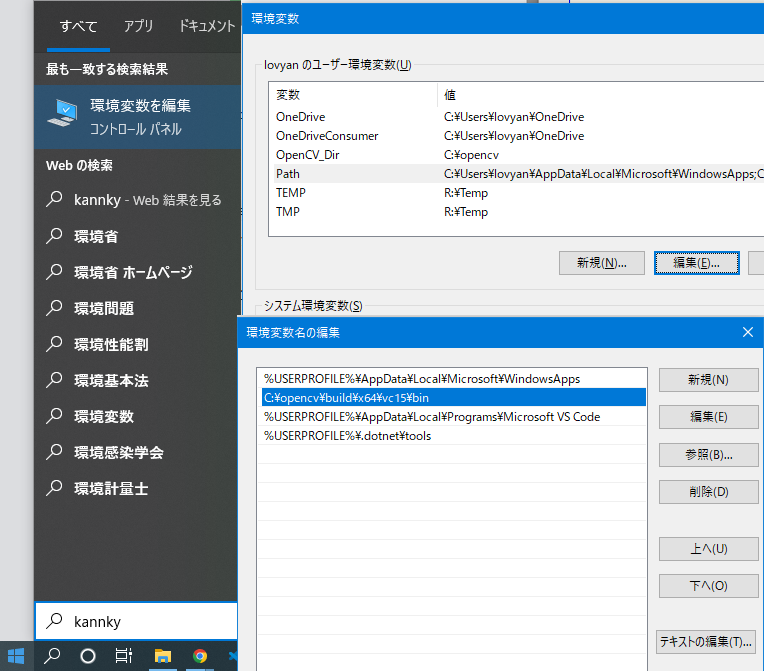 すべて アプリ ドキュメント
最も一致する検索結果
環境変数を編集
コントロール パネル
Web の検索
kannky - Web 結果を見る
環境省
環境省 ホームページ
環境問題
環境性能割
環境基本法
環境変数
環境感染学会
環境計量士
kannky
環境変数
lovyan のユーザー環境変数(U)
変数 値
OneDrive C:¥Users¥lovyan¥OneDrive
OneDriveConsumer C:¥Users¥lovyan¥OneDrive
OpenCV_Dir C:¥opencv
Path C:¥Users¥lovyan¥AppData¥Local¥Microsoft¥WindowsApps;C
TEMP R:¥Temp
TMP R:¥Temp
新規(N)... 編集(E)...
システム環境変数(S)
環境変数名の編集
%USERPROFILE%¥AppData¥Local¥Microsoft¥WindowsApps
C:¥opencv¥build¥x64¥vc15¥bin
%USERPROFILE%¥AppData¥Local¥Programs¥Microsoft VS Code
%USERPROFILE%¥.dotnet¥tools
新規(N)
編集(E)
参照(B)...
削除(D)
上へ(U)
下へ(O)
テキストの編集(T)...